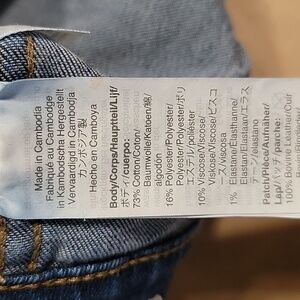 Made in Cambodia
Fabriqué au Cambodge
in Kambodscha Hergestellt
Vervaardigd in Cambodja
カンボジア製
Hecho en Camboya
Body/Corps/Hauptteil/Lijf/
ボディ/cuerpo:
73% Cotton/Coton/
Baumwolle/Katoen/綿/
algodón
16% Polyester/Polyester/
Polyester/Polyester/ポリ
エステル/poliéster
10% Viscose/Viscose/
Viskose/Viscose/ビスコ
ース/viscosa
1% Elastane/Elasthanne/
Elastan/Elastaan/エラス
テーン/elastano
Patch/Pièce/Aufnäher/
Lap/パッチ/parche:
100% Bovine Leather/Cuir